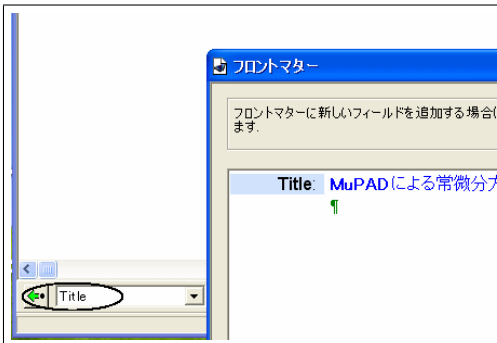 フロントマター
フロントマターに新しいフィールドを追加する場合(
ます.
Title: MuPADによる常微分方
¶
Title